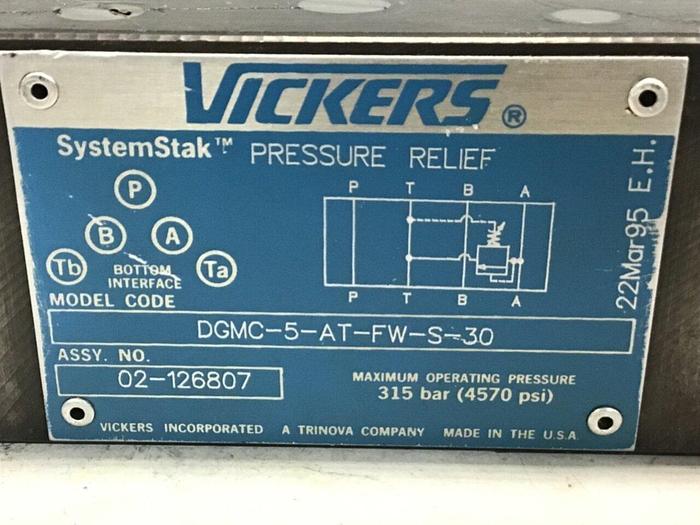 VICKERS®
SystemStak™ PRESSURE RELIEF
P
B A
Tb Ta
BOTTOM
INTERFACE
P T B A
P T B A
22Mar95 E.H.
MODEL CODE
DGMC-5-AT-FW-S-30
ASSY. NO.
02-126807
MAXIMUM OPERATING PRESSURE
315 bar (4570 psi)
VICKERS INCORPORATED A TRINOVA COMPANY MADE IN THE U.S.A.